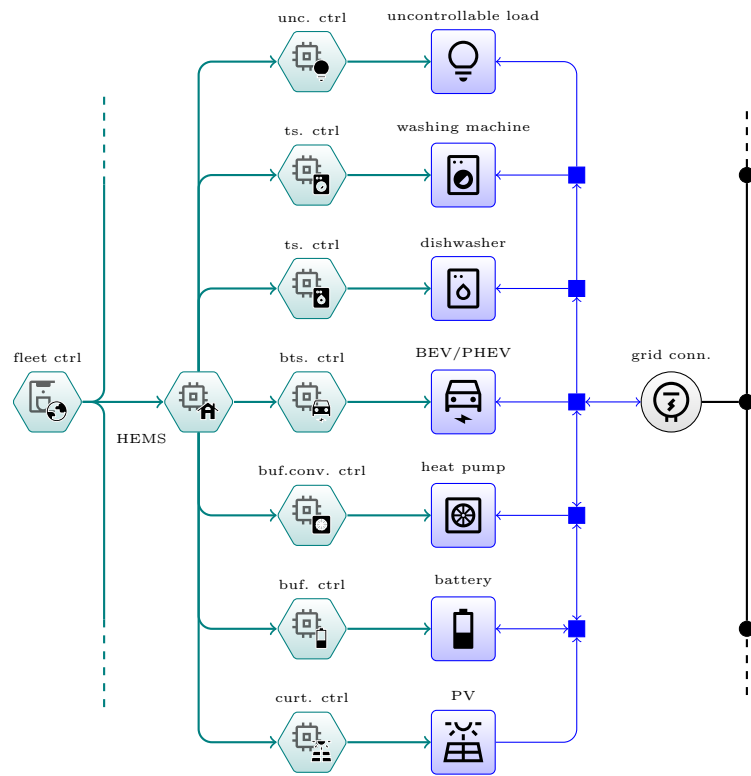 unc. ctrl
uncontrollable load
ts. ctrl
washing machine
ts. ctrl
dishwasher
fleet ctrl
bts. ctrl
BEV/PHEV
grid conn.
HEMS
buf.conv. ctrl
heat pump
buf. ctrl
battery
curt. ctrl
PV